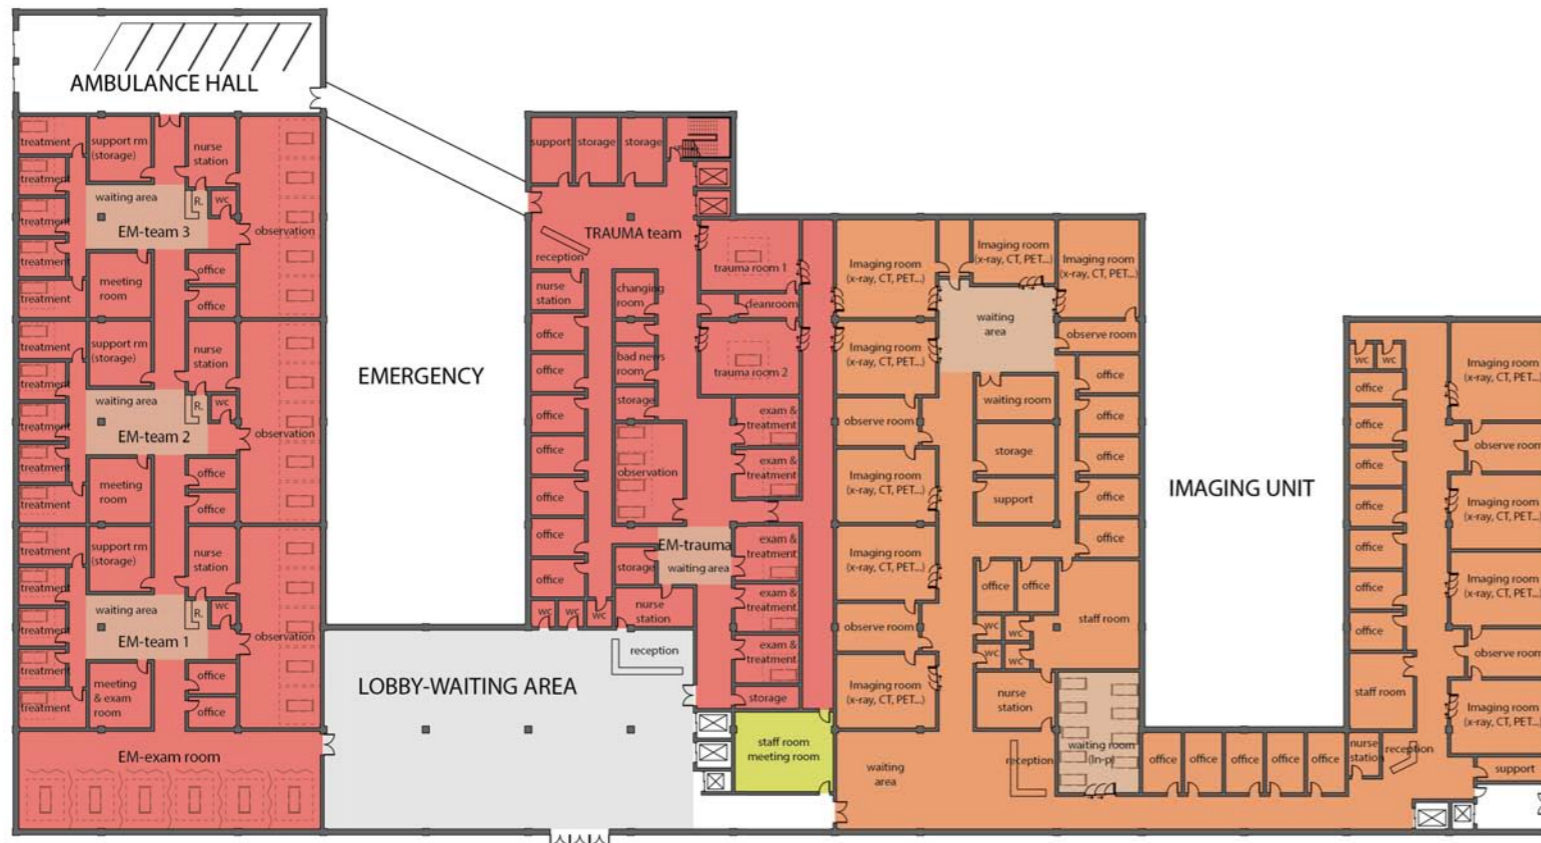 AMBULANCE HALL
treatment
support rm
(storage)
nurse
station
treatment
waiting area
R.
wc
treatment
EM-team 3
observation
treatment
meeting
room
office
treatment
office
treatment
support rm
(storage)
nurse
station
treatment
waiting area
R.
wc
treatment
EM-team 2
observation
treatment
meeting
room
office
treatment
office
treatment
support rm
(storage)
nurse
station
treatment
waiting area
R.
wc
treatment
EM-team 1
observation
treatment
meeting
& exam
room
office
treatment
office
EM-exam room
EMERGENCY
LOBBY-WAITING AREA
reception
support
storage
storage
TRAUMA team
reception
nurse
station
changing
room
trauma room 1
cleanroom
office
office
bad news
room
trauma room 2
office
storage
exam &
treatment
office
observation
exam &
treatment
office
office
EM-trauma
waiting area
exam &
treatment
office
storage
exam &
treatment
wc
wc
wc
nurse
station
exam &
treatment
storage
staff room
meeting room
Imaging room
(x-ray, CT, PET...)
Imaging room
(x-ray, CT, PET...)
Imaging room
(x-ray, CT, PET...)
waiting
area
observe room
Imaging room
(x-ray, CT, PET...)
office
waiting room
office
observe room
storage
office
Imaging room
(x-ray, CT, PET...)
support
office
office
Imaging room
(x-ray, CT, PET...)
office
office
observe room
wc
wc
wc
wc
staff room
Imaging room
(x-ray, CT, PET...)
nurse
station
waiting
area
reception
waiting room
(In-p)
office
office
office
office
office
nurse
station
reception
IMAGING UNIT
wc
wc
office
office
office
office
office
office
office
staff room
Imaging room
(x-ray, CT, PET...)
observe room
Imaging room
(x-ray, CT, PET...)
Imaging room
(x-ray, CT, PET...)
observe room
Imaging room
(x-ray, CT, PET...)
support